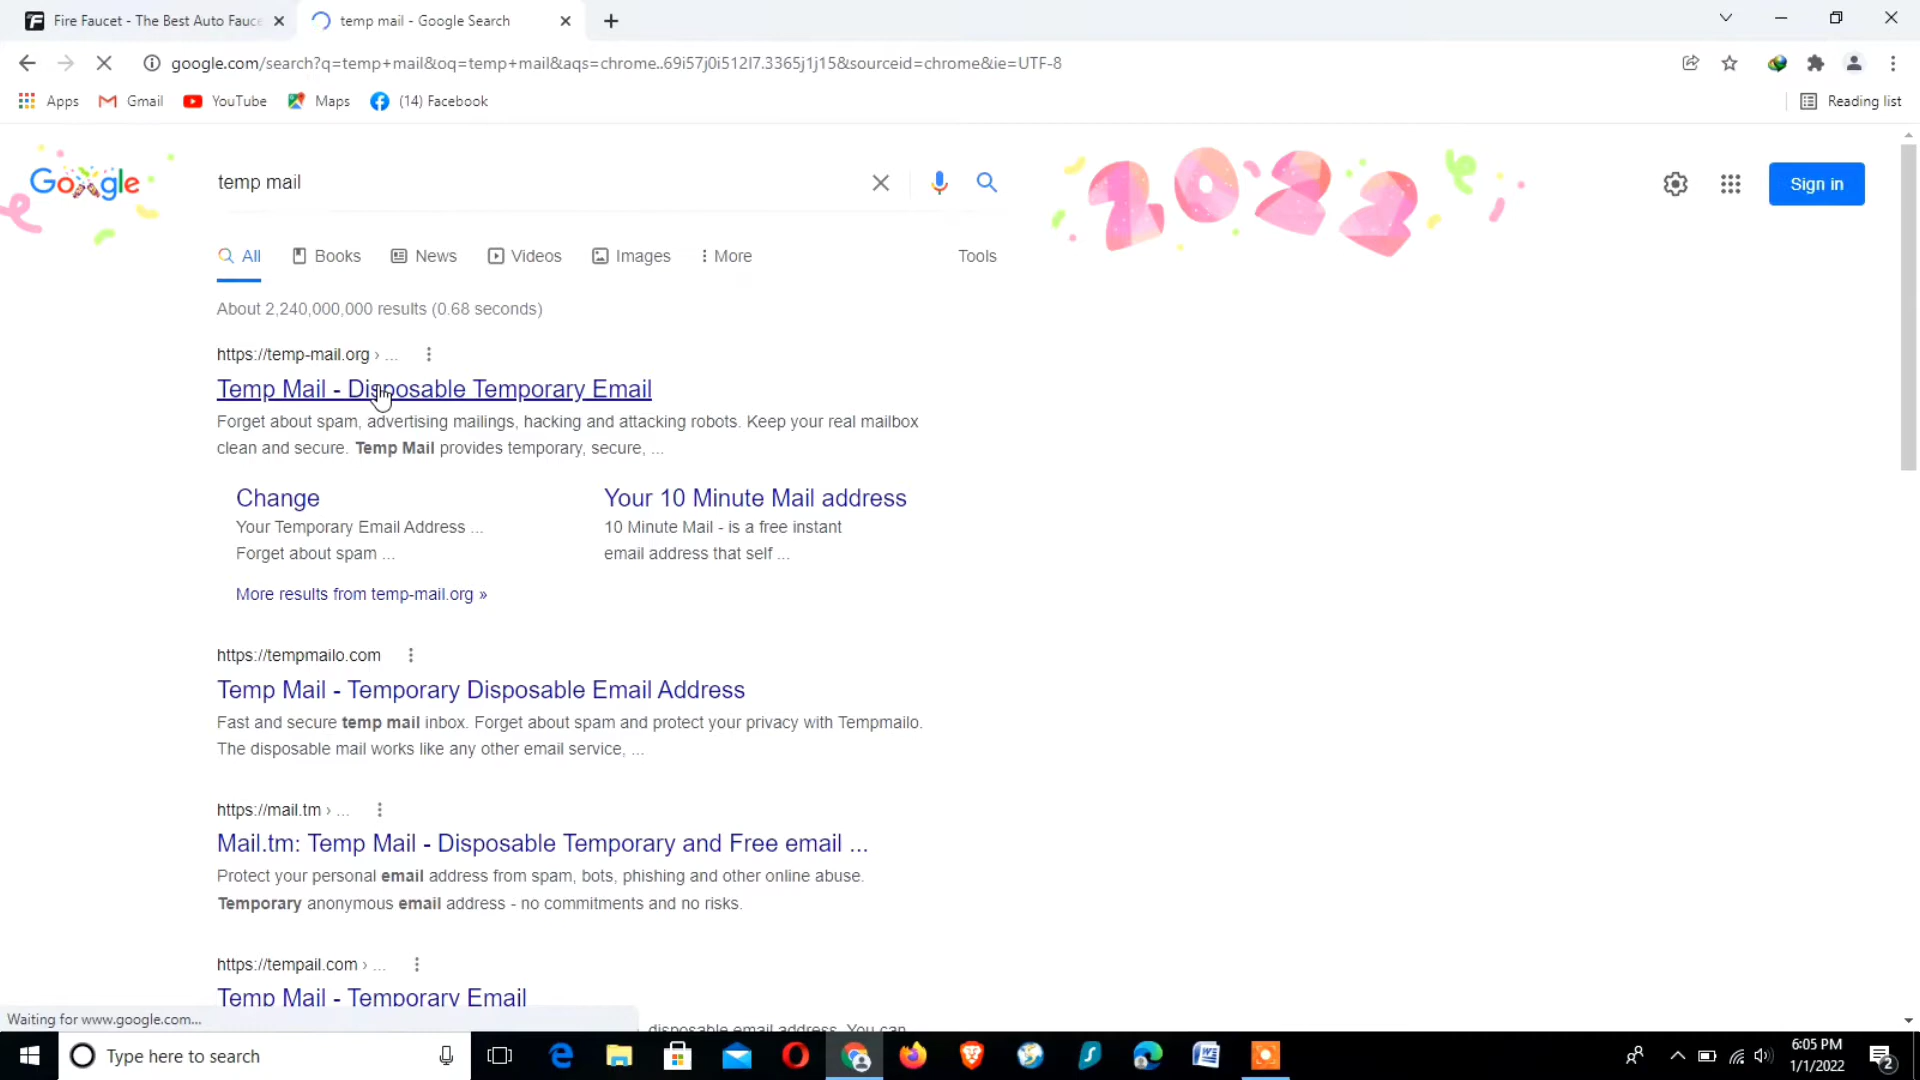 Fire Faucet - The Best Auto Fauce
temp mail - Google Search
google.com/search?q=temp+mail&oq=temp+mail&aqs=chrome..69i57j0i512l7.3365j1j15&sourceid=chrome&ie=UTF-8
Apps
Gmail
YouTube
Maps
(14) Facebook
Reading list
Google
temp mail
2022
Sign in
All
Books
News
Videos
Images
More
Tools
About 2,240,000,000 results (0.68 seconds)
https://temp-mail.org › ...
Temp Mail - Disposable Temporary Email
Forget about spam, advertising mailings, hacking and attacking robots. Keep your real mailbox
clean and secure. Temp Mail provides temporary, secure, ...
Change
Your Temporary Email Address ...
Forget about spam ...
Your 10 Minute Mail address
10 Minute Mail - is a free instant
email address that self ...
More results from temp-mail.org »
https://tempmailo.com
Temp Mail - Temporary Disposable Email Address
Fast and secure temp mail inbox. Forget about spam and protect your privacy with Tempmailo.
The disposable mail works like any other email service, ...
https://mail.tm › ...
Mail.tm: Temp Mail - Disposable Temporary and Free email ...
Protect your personal email address from spam, bots, phishing and other online abuse.
Temporary anonymous email address - no commitments and no risks.
https://tempail.com › ...
Temp Mail - Temporary Email
disposable email address. You can
Waiting for www.google.com...
Type here to search
6:05 PM
1/1/2022
2